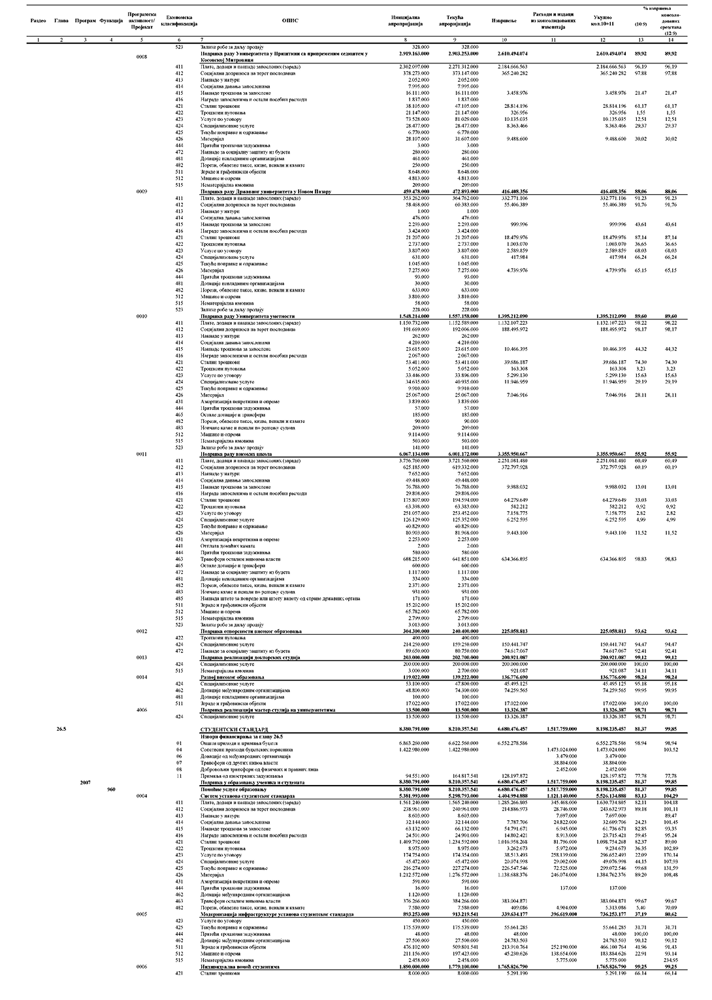 Раздео Глава Програм Функција Програмска активност/ Пројекат Економска класификација ОПИС Иницијална апропријација Текућа апропријација Извршење Расходи и издаци из консолидованих извештаја Укупно кол.10+11 % извршења (10:9) консоли-дованих средстава (12:9)
1 2 3 4 5 6 7 8 9 10 11 12 13 14
523 Залихе робе за даљу продају 328.000 328.000
0008 Подршка раду Универзитета у Приштини са привременим седиштем у Косовској Митровици 2.919.163.000 2.903.253.000 2.610.494.074 2.610.494.074 89,92 89,92
411 Плате, додаци и накнаде запослених (зараде) 2.302.097.000 2.271.312.000 2.184.666.563 2.184.666.563 96,19 96,19
412 Социјални доприноси на терет послодавца 378.273.000 373.147.000 365.240.282 365.240.282 97,88 97,88
413 Накнаде у натури 2.052.000 2.052.000
414 Социјална давања запосленима 7.995.000 7.995.000
415 Накнаде трошкова за запослене 16.111.000 16.111.000 3.458.976 3.458.976 21,47 21,47
416 Награде запосленима и остали посебни расходи 1.837.000 1.837.000
421 Стални трошкови 38.105.000 47.105.000 28.814.196 28.814.196 61,17 61,17
422 Трошкови путовања 21.147.000 21.147.000 326.956 326.956 1,55 1,55
423 Услуге по уговору 73.528.000 81.029.000 10.135.035 10.135.035 12,51 12,51
424 Специјализоване услуге 28.477.000 28.477.000 8.363.466 8.363.466 29,37 29,37
425 Текуће поправке и одржавање 6.770.000 6.770.000
426 Материјал 28.107.000 31.607.000 9.488.600 9.488.600 30,02 30,02
444 Пратећи трошкови задуживања 3.000 3.000
472 Накнаде за социјалну заштиту из буџета 280.000 280.000
481 Дотације невладиним организацијама 461.000 461.000
482 Порези, обавезне таксе, казне, пенали и камате 250.000 250.000
511 Зграде и грађевински објекти 8.648.000 8.648.000
512 Машине и опрема 4.813.000 4.813.000
515 Нематеријална имовина 209.000 209.000
0009 Подршка раду Државног универзитета у Новом Пазару 459.478.000 472.893.000 416.408.356 416.408.356 88,06 88,06
411 Плате, додаци и накнаде запослених (зараде) 353.262.000 364.762.000 332.771.106 332.771.106 91,23 91,23
412 Социјални доприноси на терет послодавца 58.468.000 60.383.000 55.406.389 55.406.389 91,76 91,76
413 Накнаде у натури 1.000 1.000
414 Социјална давања запосленима 476.000 476.000
415 Накнаде трошкова за запослене 2.293.000 2.293.000 999.996 999.996 43,61 43,61
416 Награде запосленима и остали посебни расходи 3.424.000 3.424.000
421 Стални трошкови 21.207.000 21.207.000 18.479.976 18.479.976 87,14 87,14
422 Трошкови путовања 2.737.000 2.737.000 1.003.070 1.003.070 36,65 36,65
423 Услуге по уговору 3.807.000 3.807.000 2.589.859 2.589.859 68,03 68,03
424 Специјализоване услуге 631.000 631.000 417.984 417.984 66,24 66,24
425 Текуће поправке и одржавање 1.045.000 1.045.000
426 Материјал 7.275.000 7.275.000 4.739.976 4.739.976 65,15 65,15
444 Пратећи трошкови задуживања 93.000 93.000
481 Дотације невладиним организацијама 30.000 30.000
482 Порези, обавезне таксе, казне, пенали и камате 633.000 633.000
512 Машине и опрема 3.810.000 3.810.000
515 Нематеријална имовина 58.000 58.000
523 Залихе робе за даљу продају 228.000 228.000
0010 Подршка раду Универзитета уметности 1.548.214.000 1.557.158.000 1.395.212.090 1.395.212.090 89,60 89,60
411 Плате, додаци и накнаде запослених (зараде) 1.150.732.000 1.152.589.000 1.132.107.223 1.132.107.223 98,22 98,22
412 Социјални доприноси на терет послодавца 191.669.000 192.006.000 188.495.972 188.495.972 98,17 98,17
413 Накнаде у натури 262.000 262.000
414 Социјална давања запосленима 4.210.000 4.210.000
415 Накнаде трошкова за запослене 23.615.000 23.615.000 10.466.395 10.466.395 44,32 44,32
416 Награде запосленима и остали посебни расходи 2.067.000 2.067.000
421 Стални трошкови 53.411.000 53.411.000 39.686.187 39.686.187 74,30 74,30
422 Трошкови путовања 5.052.000 5.052.000 163.308 163.308 3,23 3,23
423 Услуге по уговору 33.446.000 33.896.000 5.299.130 5.299.130 15,63 15,63
424 Специјализоване услуге 34.635.000 40.935.000 11.946.959 11.946.959 29,19 29,19
425 Текуће поправке и одржавање 9.910.000 9.910.000
426 Материјал 25.067.000 25.067.000 7.046.916 7.046.916 28,11 28,11
431 Амортизација некретнина и опреме 3.839.000 3.839.000
444 Пратећи трошкови задуживања 57.000 57.000
465 Остале дотације и трансфери 185.000 185.000
482 Порези, обавезне таксе, казне, пенали и камате 90.000 90.000
483 Новчане казне и пенали по решењу судова 209.000 209.000
512 Машине и опрема 9.114.000 9.114.000
515 Нематеријална имовина 503.000 503.000
523 Залихе робе за даљу продају 141.000 141.000
0011 Подршка раду високих школа 6.067.134.000 6.001.172.000 3.355.950.667 3.355.950.667 55,92 55,92
411 Плате, додаци и накнаде запослених (зараде) 3.756.760.000 3.721.560.000 2.251.081.480 2.251.081.480 60,49 60,49
412 Социјални доприноси на терет послодавца 625.185.000 619.332.000 372.797.928 372.797.928 60,19 60,19
413 Накнаде у натури 7.652.000 7.652.000
414 Социјална давања запосленима 49.448.000 49.448.000
415 Накнаде трошкова за запослене 76.788.000 76.788.000 9.988.032 9.988.032 13,01 13,01
416 Награде запосленима и остали посебни расходи 29.808.000 29.808.000
421 Стални трошкови 175.807.000 194.594.000 64.279.649 64.279.649 33,03 33,03
422 Трошкови путовања 63.398.000 63.383.000 582.212 582.212 0,92 0,92
423 Услуге по уговору 251.057.000 253.452.000 7.158.775 7.158.775 2,82 2,82
424 Специјализоване услуге 126.129.000 125.352.000 6.252.595 6.252.595 4,99 4,99
425 Текуће поправке и одржавање 40.829.000 40.829.000
426 Материјал 80.903.000 81.968.000 9.443.100 9.443.100 11,52 11,52
431 Амортизација некретнина и опреме 2.253.000 2.253.000
441 Отплата домаћих камата 2.000 2.000
444 Пратећи трошкови задуживања 580.000 580.000
463 Трансфери осталим нивоима власти 688.215.000 641.851.000 634.366.895 634.366.895 98,83 98,83
465 Остале дотације и трансфери 600.000 600.000
472 Накнаде за социјалну заштиту из буџета 1.117.000 1.117.000
481 Дотације невладиним организацијама 334.000 334.000
482 Порези, обавезне таксе, казне, пенали и камате 2.371.000 2.371.000
483 Новчане казне и пенали по решењу судова 931.000 931.000
485 Накнада штете за повреде или штету нанету од стране државних органа 171.000 171.000
511 Зграде и грађевински објекти 15.202.000 15.202.000
512 Машине и опрема 65.782.000 65.782.000
515 Нематеријална имовина 2.799.000 2.799.000
523 Залихе робе за даљу продају 3.013.000 3.013.000
0012 Подршка отворености високог образовања 304.300.000 240.400.000 225.058.813 225.058.813 93,62 93,62
422 Трошкови путовања 400.000 400.000
424 Специјализоване услуге 214.250.000 159.250.000 150.441.747 150.441.747 94,47 94,47
472 Накнаде за социјалну заштиту из буџета 89.650.000 80.750.000 74.617.067 74.617.067 92,41 92,41
0013 Подршка реализацији докторских студија 203.000.000 202.700.000 200.921.087 200.921.087 99,12 99,12
424 Специјализоване услуге 200.000.000 200.000.000 200.000.000 200.000.000 100,00 100,00
515 Нематеријална имовина 3.000.000 2.700.000 921.087 921.087 34,11 34,11
0014 Развој високог образовања 119.022.000 139.222.000 136.776.690 136.776.690 98,24 98,24
424 Специјализоване услуге 53.100.000 47.800.000 45.495.125 45.495.125 95,18 95,18
462 Дотације међународним организацијама 48.800.000 74.300.000 74.259.565 74.259.565 99,95 99,95
481 Дотације невладиним организацијама 100.000 100.000
511 Зграде и грађевински објекти 17.022.000 17.022.000 17.022.000 17.022.000 100,00 100,00
4006 Подршка реализацији мастер студија на универзитетима 13.500.000 13.500.000 13.326.387 13.326.387 98,71 98,71
424 Специјализоване услуге 13.500.000 13.500.000 13.326.387 13.326.387 98,71 98,71
26.5 СТУДЕНТСКИ СТАНДАРД 8.380.791.000 8.210.357.541 6.680.476.457 1.517.759.000 8.198.235.457 81,37 99,85
Извори финансирања за главу 26.5
01 Општи приходи и примања буџета 6.863.260.000 6.622.560.000 6.552.278.586 6.552.278.586 98,94 98,94
04 Сопствени приходи буџетских корисника 1.422.980.000 1.422.980.000 1.473.024.000 1.473.024.000 103,52
06 Донације од међународних организација 3.479.000 3.479.000
07 Трансфери од других нивоа власти 38.804.000 38.804.000
08 Добровољни трансфери од физичких и правних лица 2.452.000 2.452.000
11 Примања од иностраних задуживања 94.551.000 164.817.541 128.197.872 128.197.872 77,78 77,78
2007 Подршка у образовању ученика и студената 8.380.791.000 8.210.357.541 6.680.476.457 1.517.759.000 8.198.235.457 81,37 99,85
960 Помоћне услуге образовању 8.380.791.000 8.210.357.541 6.680.476.457 1.517.759.000 8.198.235.457 81,37 99,85
0004 Систем установа студентског стандарда 5.381.993.000 5.298.793.000 4.404.994.888 1.121.140.000 5.526.134.888 83,13 104,29
411 Плате, додаци и накнаде запослених (зараде) 1.561.240.000 1.565.240.000 1.285.266.805 345.468.000 1.630.734.805 82,11 104,18
412 Социјални доприноси на терет послодавца 238.961.000 240.961.000 214.886.973 28.746.000 243.632.973 89,18 101,11
413 Накнаде у натури 8.603.000 8.603.000 7.697.000 7.697.000 89,47
414 Социјална давања запосленима 32.144.000 32.144.000 7.787.706 24.822.000 32.609.706 24,23 101,45
415 Накнаде трошкова за запослене 63.132.000 66.132.000 54.791.671 6.945.000 61.736.671 82,85 93,35
416 Награде запосленима и остали посебни расходи 24.501.000 24.901.000 14.802.421 8.913.000 23.715.421 59,45 95,24
421 Стални трошкови 1.409.792.000 1.234.592.000 1.016.958.268 81.796.000 1.098.754.268 82,37 89,00
422 Трошкови путовања 8.975.000 8.975.000 3.262.673 5.972.000 9.234.673 36,35 102,89
423 Услуге по уговору 174.754.000 174.354.000 38.513.493 258.139.000 296.652.493 22,09 170,14
424 Специјализоване услуге 45.472.000 45.472.000 20.074.998 29.002.000 49.076.998 44,15 107,93
425 Текуће поправке и одржавање 216.274.000 227.274.000 226.547.546 72.525.000 299.072.546 99,68 131,59
426 Материјал 1.212.572.000 1.276.572.000 1.138.688.376 246.074.000 1.384.762.376 89,20 108,48
431 Амортизација некретнина и опреме 591.000 591.000
444 Пратећи трошкови задуживања 16.000 16.000 137.000 137.000
462 Дотације међународним организацијама 1.120.000 1.120.000
463 Трансфери осталим нивоима власти 376.266.000 384.266.000 383.004.871 383.004.871 99,67 99,67
482 Порези, обавезне таксе, казне, пенали и камате 7.580.000 7.580.000 409.086 4.904.000 5.313.086 5,40 70,09
0005 Модернизација инфраструктуре установа студентског стандарда 893.253.000 913.219.541 339.634.177 396.619.000 736.253.177 37,19 80,62
423 Услуге по уговору 450.000 450.000
425 Текуће поправке и одржавање 175.539.000 175.539.000 55.661.285 55.661.285 31,71 31,71
444 Пратећи трошкови задуживања 48.000 48.000 48.000 48.000 100,00 100,00
462 Дотације међународним организацијама 27.500.000 27.500.000 24.783.503 24.783.503 90,12 90,12
511 Зграде и грађевински објекти 476.102.000 509.801.541 213.910.764 252.190.000 466.100.764 41,96 91,43
512 Машине и опрема 211.156.000 197.423.000 45.230.626 138.654.000 183.884.626 22,91 93,14
515 Нематеријална имовина 2.458.000 2.458.000 5.775.000 5.775.000 234,95
0006 Индивидуална помоћ студентима 1.890.000.000 1.779.100.000 1.765.826.790 1.765.826.790 99,25 99,25
421 Стални трошкови 8.000.000 8.000.000 5.291.190 5.291.190 66,14 66,14